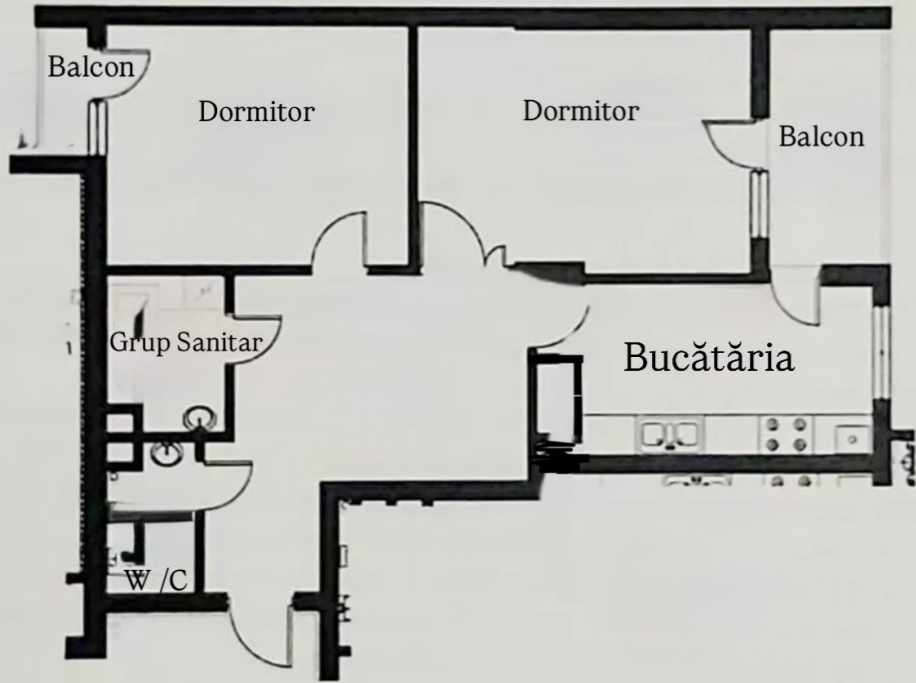 Balcon
Dormitor
Dormitor
Balcon
Grup Sanitar
Bucătăria
W /C